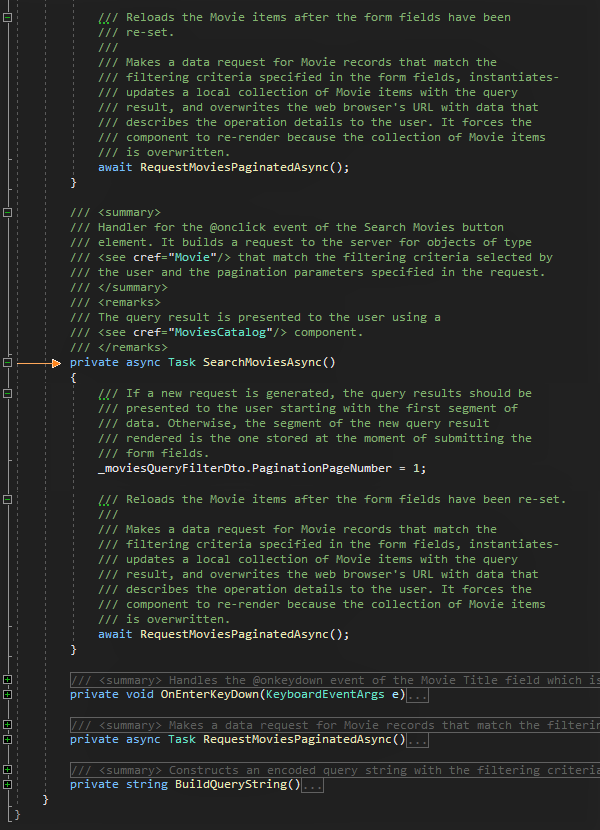 /// Reloads the Movie items after the form fields have been
/// re-set.
///
/// Makes a data request for Movie records that match the
/// filtering criteria specified in the form fields, instantiates-
/// updates a local collection of Movie items with the query
/// result, and overwrites the web browser's URL with data that
/// describes the operation details to the user. It forces the
/// component to re-render because the collection of Movie items
/// is overwritten.
await RequestMoviesPaginatedAsync();
}
/// <summary>
/// Handler for the @onclick event of the Search Movies button
/// element. It builds a request to the server for objects of type
/// <see cref="Movie"/> that match the filtering criteria selected by
/// the user and the pagination parameters specified in the request.
/// </summary>
/// <remarks>
/// The query result is presented to the user using a
/// <see cref="MoviesCatalog"/> component.
/// </remarks>
private async Task SearchMoviesAsync()
{
/// If a new request is generated, the query results should be
/// presented to the user starting with the first segment of
/// data. Otherwise, the segment of the new query result
/// rendered is the one stored at the moment of submitting the
/// form fields.
_moviesQueryFilterDto.PaginationPageNumber = 1;
/// Reloads the Movie items after the form fields have been re-set.
///
/// Makes a data request for Movie records that match the
/// filtering criteria specified in the form fields, instantiates-
/// updates a local collection of Movie items with the query
/// result, and overwrites the web browser's URL with data that
/// describes the operation details to the user. It forces the
/// component to re-render because the collection of Movie items
/// is overwritten.
await RequestMoviesPaginatedAsync();
}
/// <summary> Handles the @onkeydown event of the Movie Title field which is
private void OnEnterKeyDown(KeyboardEventArgs e)...
/// <summary> Makes a data request for Movie records that match the filterin
private async Task RequestMoviesPaginatedAsync()...
/// <summary> Constructs an encoded query string with the filtering criteria
private string BuildQueryString()...
}
}